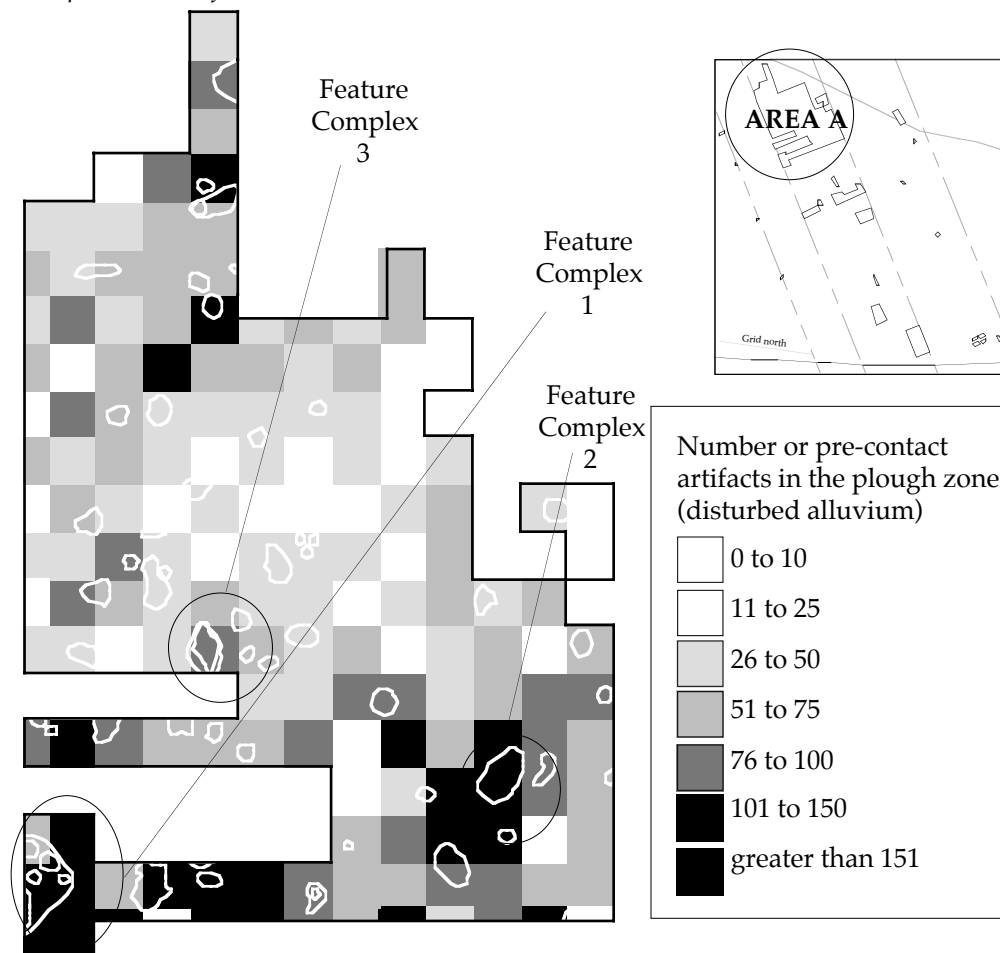 Feature
Complex
3
Feature
Complex
1
Feature
Complex
2
AREA A
Grid north
Number or pre-contact
artifacts in the plough zone
(disturbed alluvium)
0 to 10
11 to 25
26 to 50
51 to 75
76 to 100
101 to 150
greater than 151